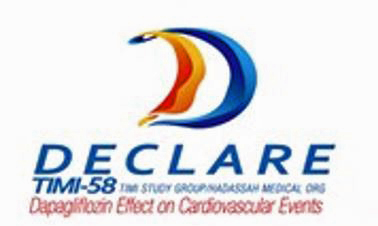 DECLARE
TIMI-58 TIMI STUDY GROUP/HADASSAH MEDICAL ORG
Dapagliflozin Effect on Cardiovascular Events